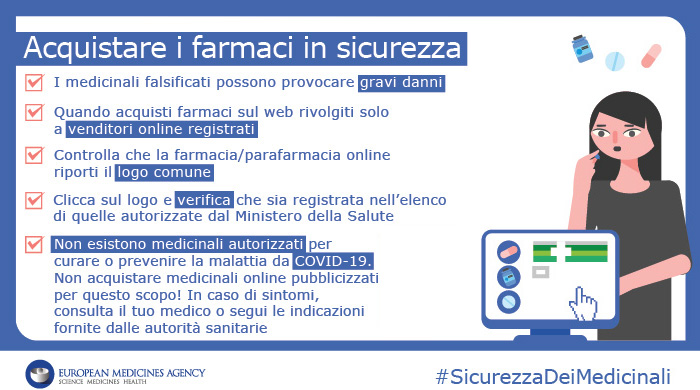 Acquistare i farmaci in sicurezza
I medicinali falsificati possono provocare gravi danni
Quando acquisti farmaci sul web rivolgiti solo
a venditori online registrati
Controlla che la farmacia/parafarmacia online
riporti il logo comune
Clicca sul logo e verifica che sia registrata nell'elenco
di quelle autorizzate dal Ministero della Salute
Non esistono medicinali autorizzati per
curare o prevenire la malattia da COVID-19.
Non acquistare medicinali online pubblicizzati
per questo scopo! In caso di sintomi,
consulta il tuo medico o segui le indicazioni
fornite dalle autorità sanitarie
EUROPEAN MEDICINES AGENCY
SCIENCE MEDICINES HEALTH
#SicurezzaDeiMedicinali